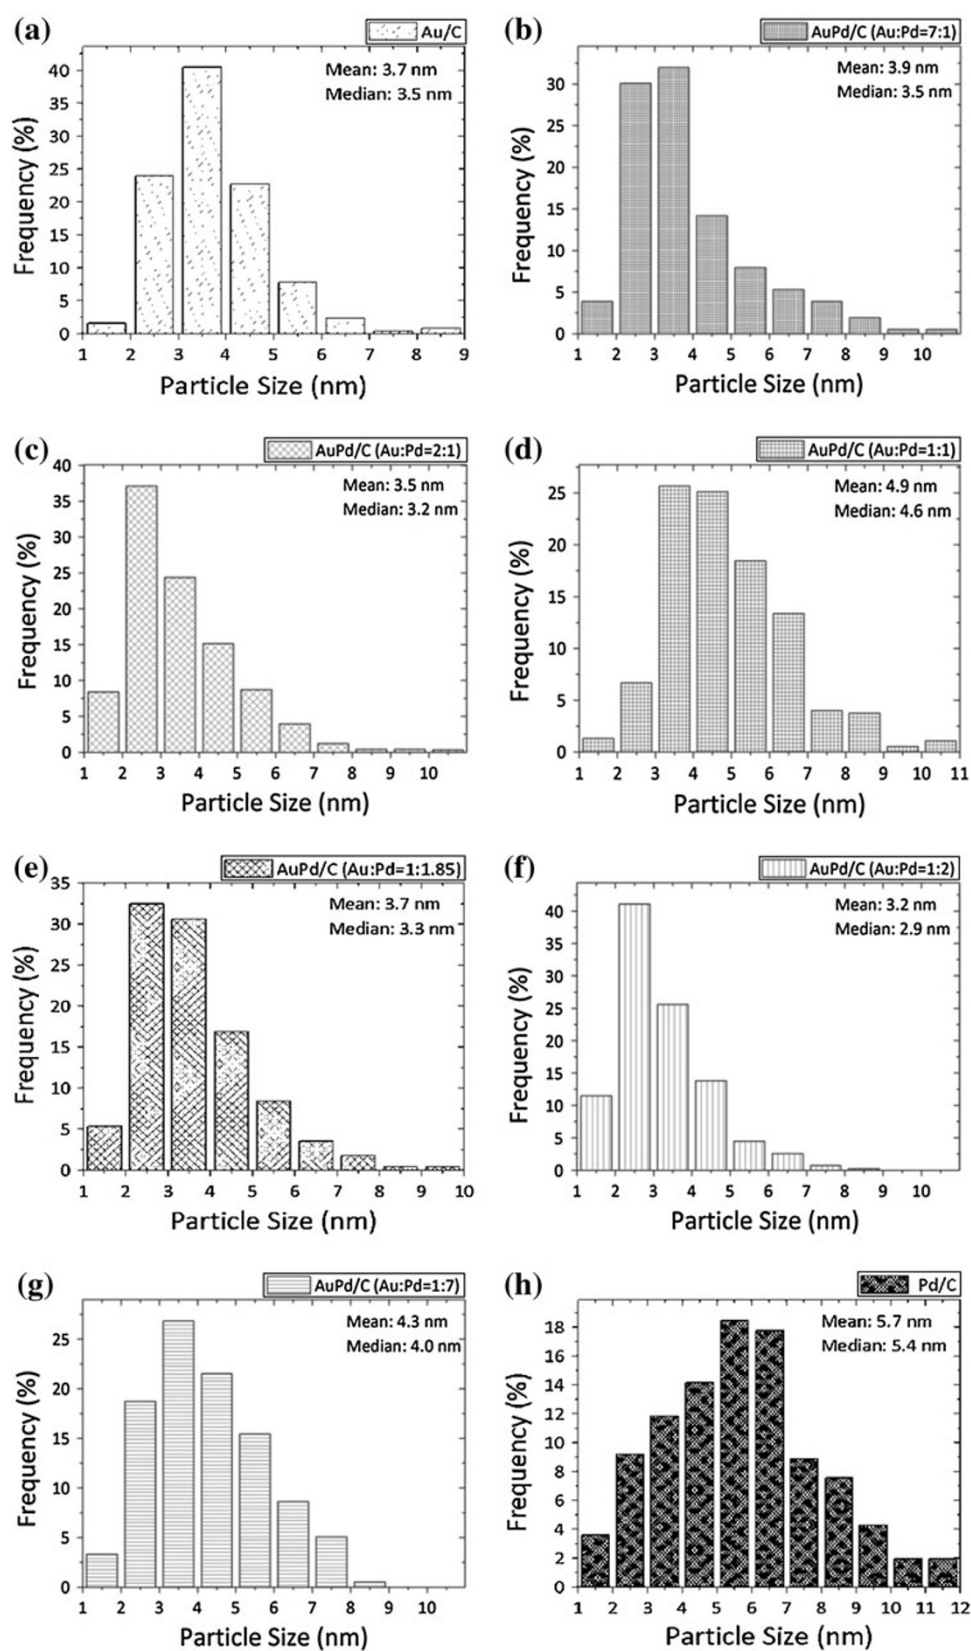 (a)
Au/C
Mean: 3.7 nm
Median: 3.5 nm
Frequency (%)
40
35
30
25
20
15
10
5
0
1 2 3 4 5 6 7 8 9
Particle Size (nm)
(b)
AuPd/C (Au:Pd=7:1)
Mean: 3.9 nm
Median: 3.5 nm
Frequency (%)
30
25
20
15
10
5
0
1 2 3 4 5 6 7 8 9 10
Particle Size (nm)
(c)
AuPd/C (Au:Pd=2:1)
Mean: 3.5 nm
Median: 3.2 nm
Frequency (%)
40
35
30
25
20
15
10
5
0
1 2 3 4 5 6 7 8 9 10
Particle Size (nm)
(d)
AuPd/C (Au:Pd=1:1)
Mean: 4.9 nm
Median: 4.6 nm
Frequency (%)
25
20
15
10
5
0
1 2 3 4 5 6 7 8 9 10 11
Particle Size (nm)
(e)
AuPd/C (Au:Pd=1:1.85)
Mean: 3.7 nm
Median: 3.3 nm
Frequency (%)
35
30
25
20
15
10
5
0
1 2 3 4 5 6 7 8 9 10
Particle Size (nm)
(f)
AuPd/C (Au:Pd=1:2)
Mean: 3.2 nm
Median: 2.9 nm
Frequency (%)
40
35
30
25
20
15
10
5
0
1 2 3 4 5 6 7 8 9 10
Particle Size (nm)
(g)
AuPd/C (Au:Pd=1:7)
Mean: 4.3 nm
Median: 4.0 nm
Frequency (%)
25
20
15
10
5
0
1 2 3 4 5 6 7 8 9 10
Particle Size (nm)
(h)
Pd/C
Mean: 5.7 nm
Median: 5.4 nm
Frequency (%)
18
16
14
12
10
8
6
4
2
0
1 2 3 4 5 6 7 8 9 10 11 12
Particle Size (nm)